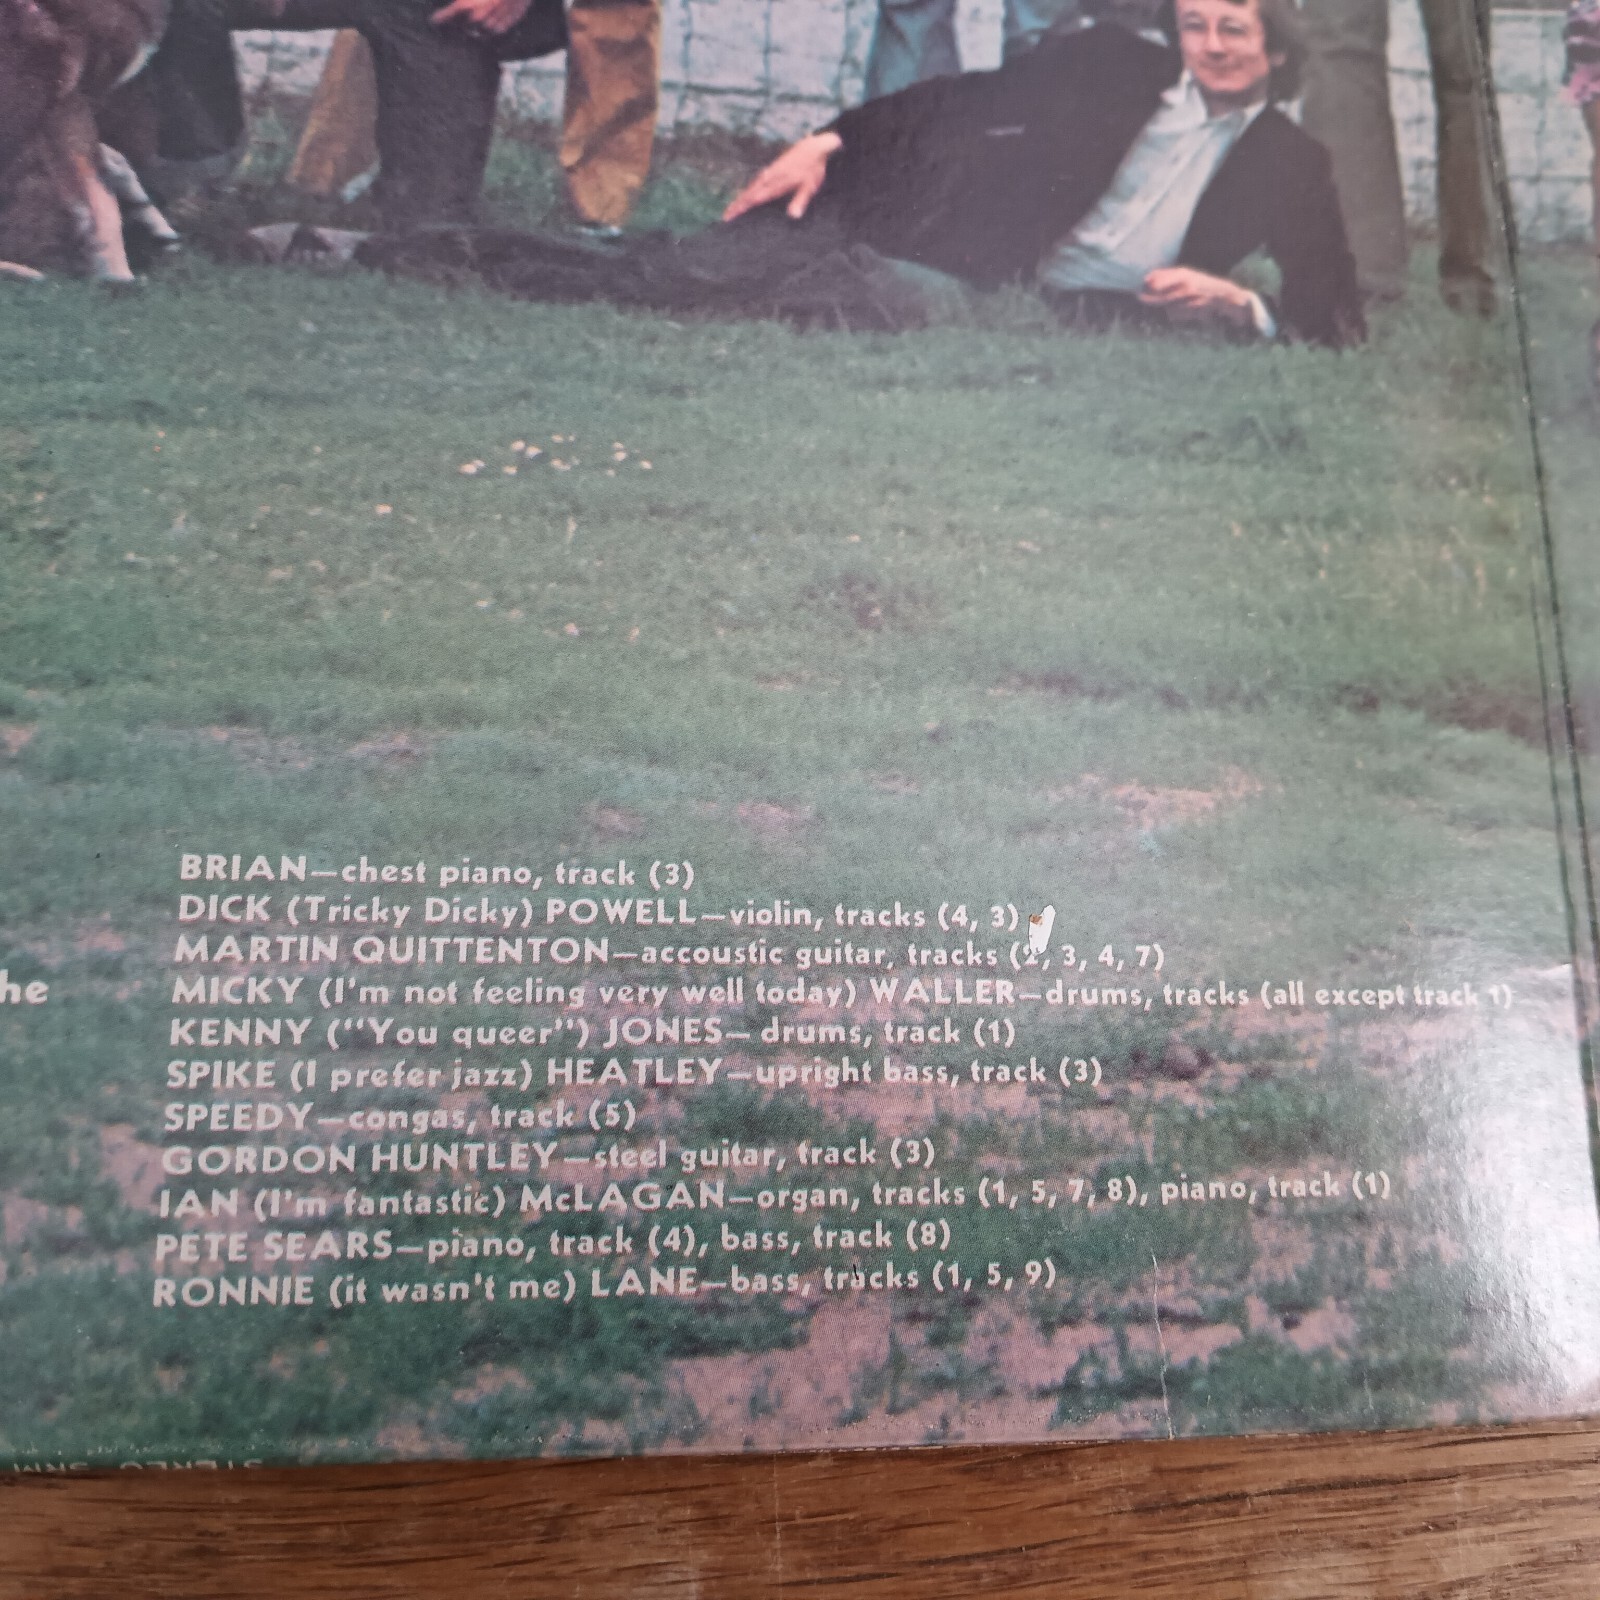 BRIAN—chest piano, track (3)
DICK (Tricky Dicky) POWELL—violin, tracks (4, 3)
MARTIN QUITTENTON—accoustic guitar, tracks (2, 3, 4, 7)
he
MICKY (I'm not feeling very well today) WALLER—drums, tracks (all except track 1)
KENNY ("You queer") JONES— drums, track (1)
SPIKE (I prefer jazz) HEATLEY—upright bass, track (3)
SPEEDY—congas, track (5)
GORDON HUNTLEY—steel guitar, track (3)
IAN (I'm fantastic) McLAGAN—organ, tracks (1, 5, 7, 8), piano, track (1)
PETE SEARS—piano, track (4), bass, track (8)
RONNIE (it wasn't me) LANE—bass, tracks (1, 5, 9)
STEREO